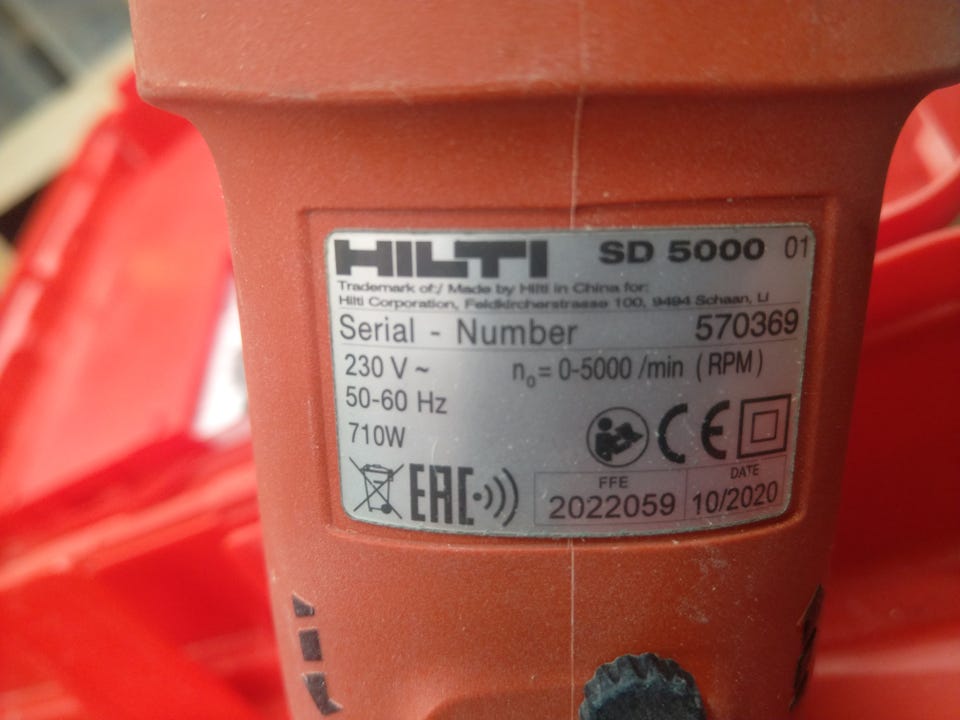 HILTI SD 5000 01
Trademark of:/ Made by Hilti in China for:
Hilti Corporation, Feldkircherstrasse 100, 9494 Schaan, Li
Serial - Number 570369
230 V ~ n₀ = 0-5000 /min (RPM)
50-60 Hz
710W
CE
EAC
FFE DATE
2022059 10/2020